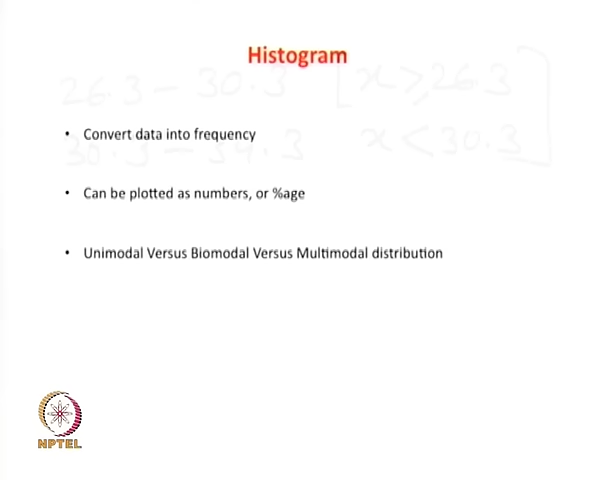 Histogram
26.3 – 30.3 [x ≥ 26.3
• Convert data into frequency
30.3 – 34.3 x < 30.3]
• Can be plotted as numbers, or %age
• Unimodal Versus Biomodal Versus Multimodal distribution
NPTEL